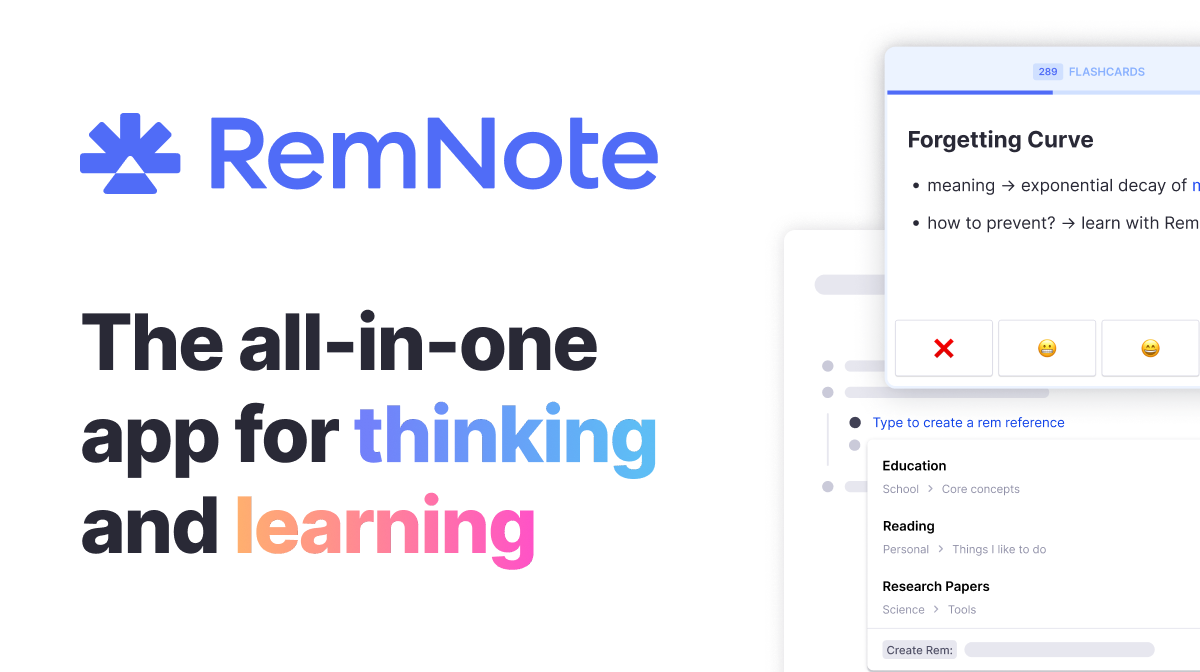 RemNote
The all-in-one
app for thinking
and learning
289 FLASHCARDS
Forgetting Curve
• meaning → exponential decay of
• how to prevent? → learn with Rem
Type to create a rem reference
Education
School > Core concepts
Reading
Personal > Things I like to do
Research Papers
Science > Tools
Create Rem: